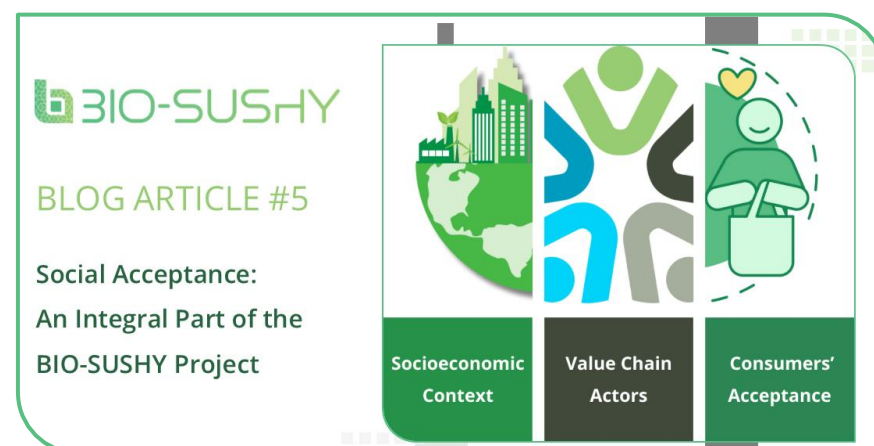 BIO-SUSHY
BLOG ARTICLE #5
Social Acceptance:
An Integral Part of the
BIO-SUSHY Project
Socioeconomic
Context
Value Chain
Actors
Consumers’
Acceptance